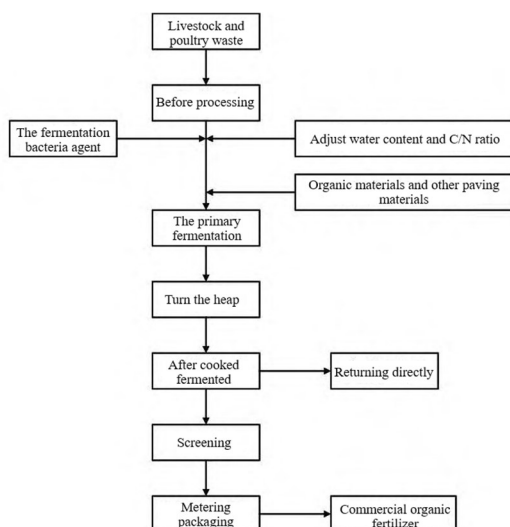 Livestock and
poultry waste
Before processing
The fermentation
bacteria agent
Adjust water content and C/N ratio
Organic materials and other paving
materials
The primary
fermentation
Turn the heap
After cooked
fermented
Returning directly
Screening
Metering
packaging
Commercial organic
fertilizer